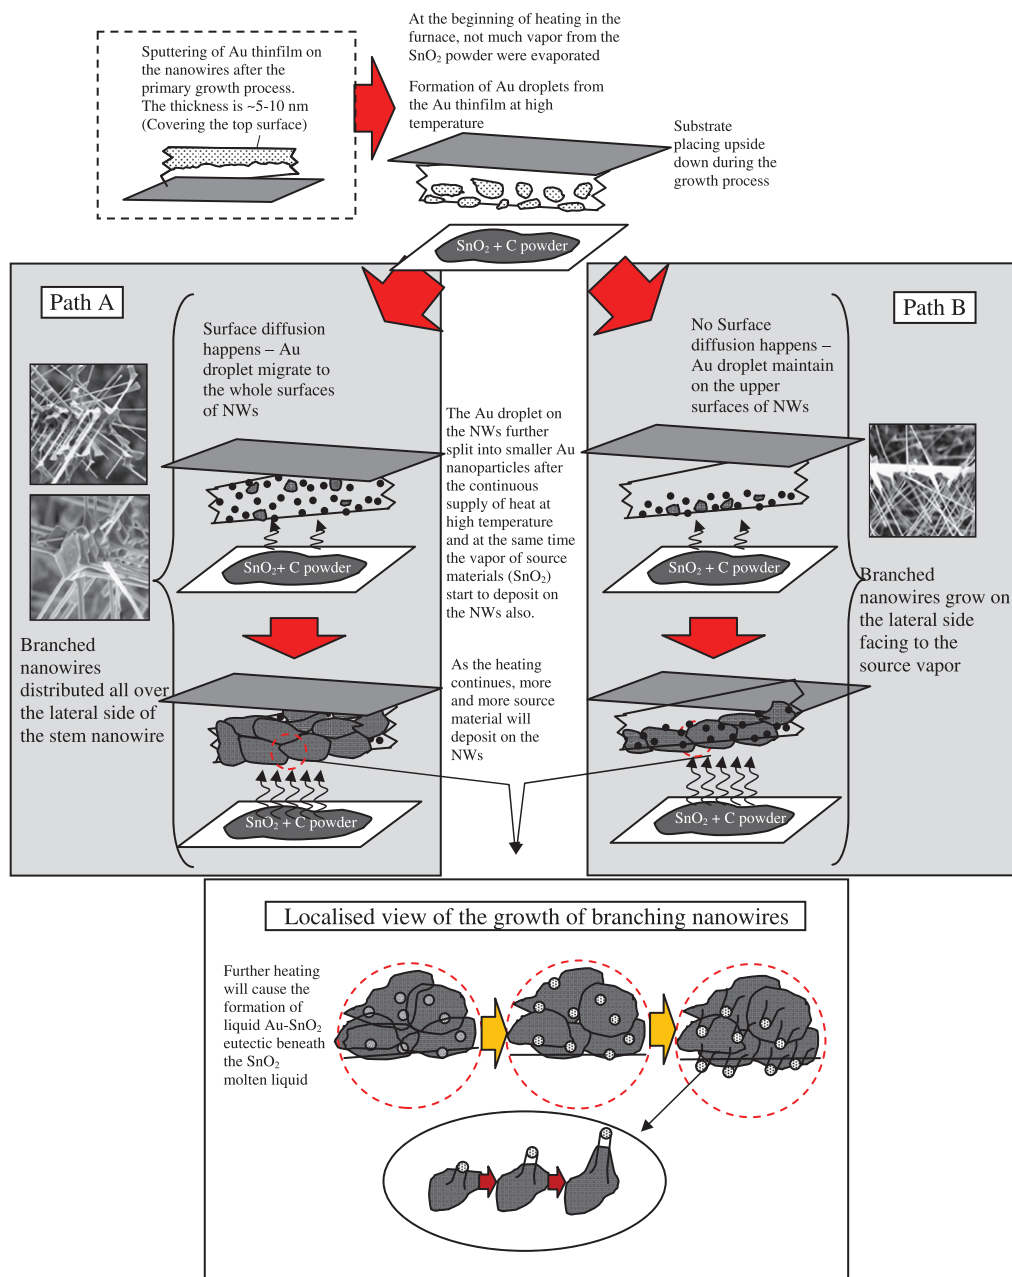 Sputtering of Au thinfilm on
the nanowires after the
primary growth process.
The thickness is ~5-10 nm
(Covering the top surface)
At the beginning of heating in the
furnace, not much vapor from the
SnO₂ powder were evaporated
Formation of Au droplets from
the Au thinfilm at high
temperature
Substrate
placing upside
down during the
growth process
SnO₂ + C powder
Path A
Surface diffusion
happens – Au
droplet migrate to
the whole surfaces
of NWs
SnO₂+ C powder
Branched
nanowires
distributed all over
the lateral side of
the stem nanowire
SnO₂ + C powder
The Au droplet on
the NWs further
split into smaller Au
nanoparticles after
the continuous
supply of heat at
high temperature
and at the same time
the vapor of source
materials (SnO₂)
start to deposit on
the NWs also.
As the heating
continues, more
and more source
material will
deposit on the
NWs
Path B
No Surface
diffusion happens –
Au droplet maintain
on the upper
surfaces of NWs
SnO₂ + C powder
Branched
nanowires grow on
the lateral side
facing to the
source vapor
SnO₂ + C powder
Localised view of the growth of branching nanowires
Further heating
will cause the
formation of
liquid Au-SnO₂
eutectic beneath
the SnO₂
molten liquid